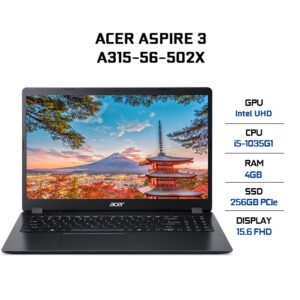 ACER ASPIRE 3
A315-56-502X
GPU
Intel UHD
CPU
i5-1035G1
RAM
4GB
SSD
256GB PCIe
DISPLAY
15.6 FHD
acer